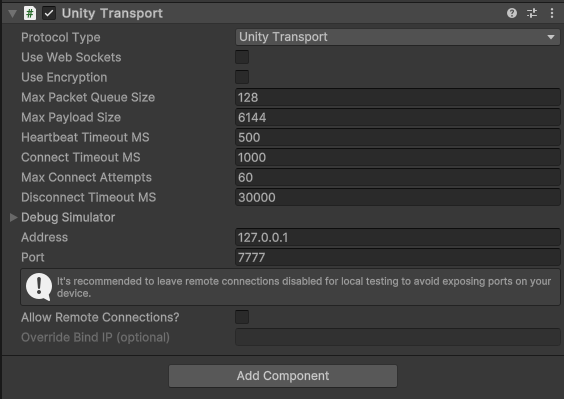 Unity Transport
Protocol Type Unity Transport
Use Web Sockets
Use Encryption
Max Packet Queue Size 128
Max Payload Size 6144
Heartbeat Timeout MS 500
Connect Timeout MS 1000
Max Connect Attempts 60
Disconnect Timeout MS 30000
Debug Simulator
Address 127.0.0.1
Port 7777
It's recommended to leave remote connections disabled for local testing to avoid exposing ports on your
device.
Allow Remote Connections?
Override Bind IP (optional)
Add Component